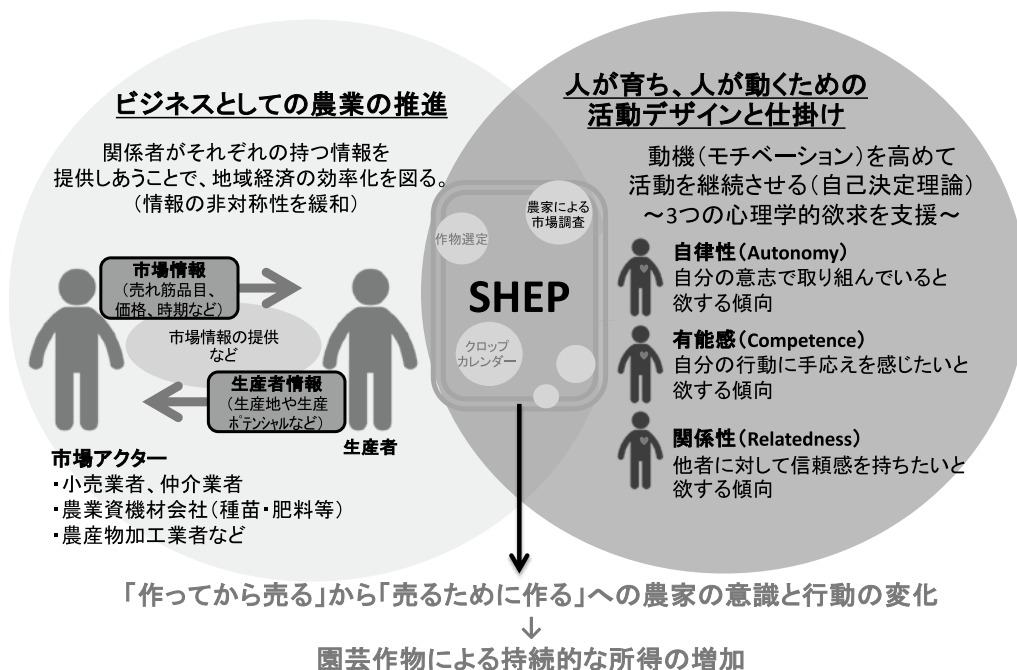 ビジネスとしての農業の推進
関係者がそれぞれの持つ情報を
提供しあうことで、地域経済の効率化を図る。
（情報の非対称性を緩和）
市場情報
（売れ筋品目、
価格、時期など）
市場情報の提供
など
生産者情報
（生産地や生産
ポテンシャルなど）
生産者
市場アクター
・小売業者、仲介業者
・農業資機材会社（種苗・肥料等）
・農産物加工業者など
作物選定
農家による
市場調査
SHEP
クロップ
カレンダー
人が育ち、人が動くための
活動デザインと仕掛け
動機（モチベーション）を高めて
活動を継続させる（自己決定理論）
～3つの心理学的欲求を支援～
自律性（Autonomy）
自分の意志で取り組んでいると
欲する傾向
有能感（Competence）
自分の行動に手応えを感じたいと
欲する傾向
関係性（Relatedness）
他者に対して信頼感を持ちたいと
欲する傾向
「作ってから売る」から「売るために作る」への農家の意識と行動の変化
↓
園芸作物による持続的な所得の増加